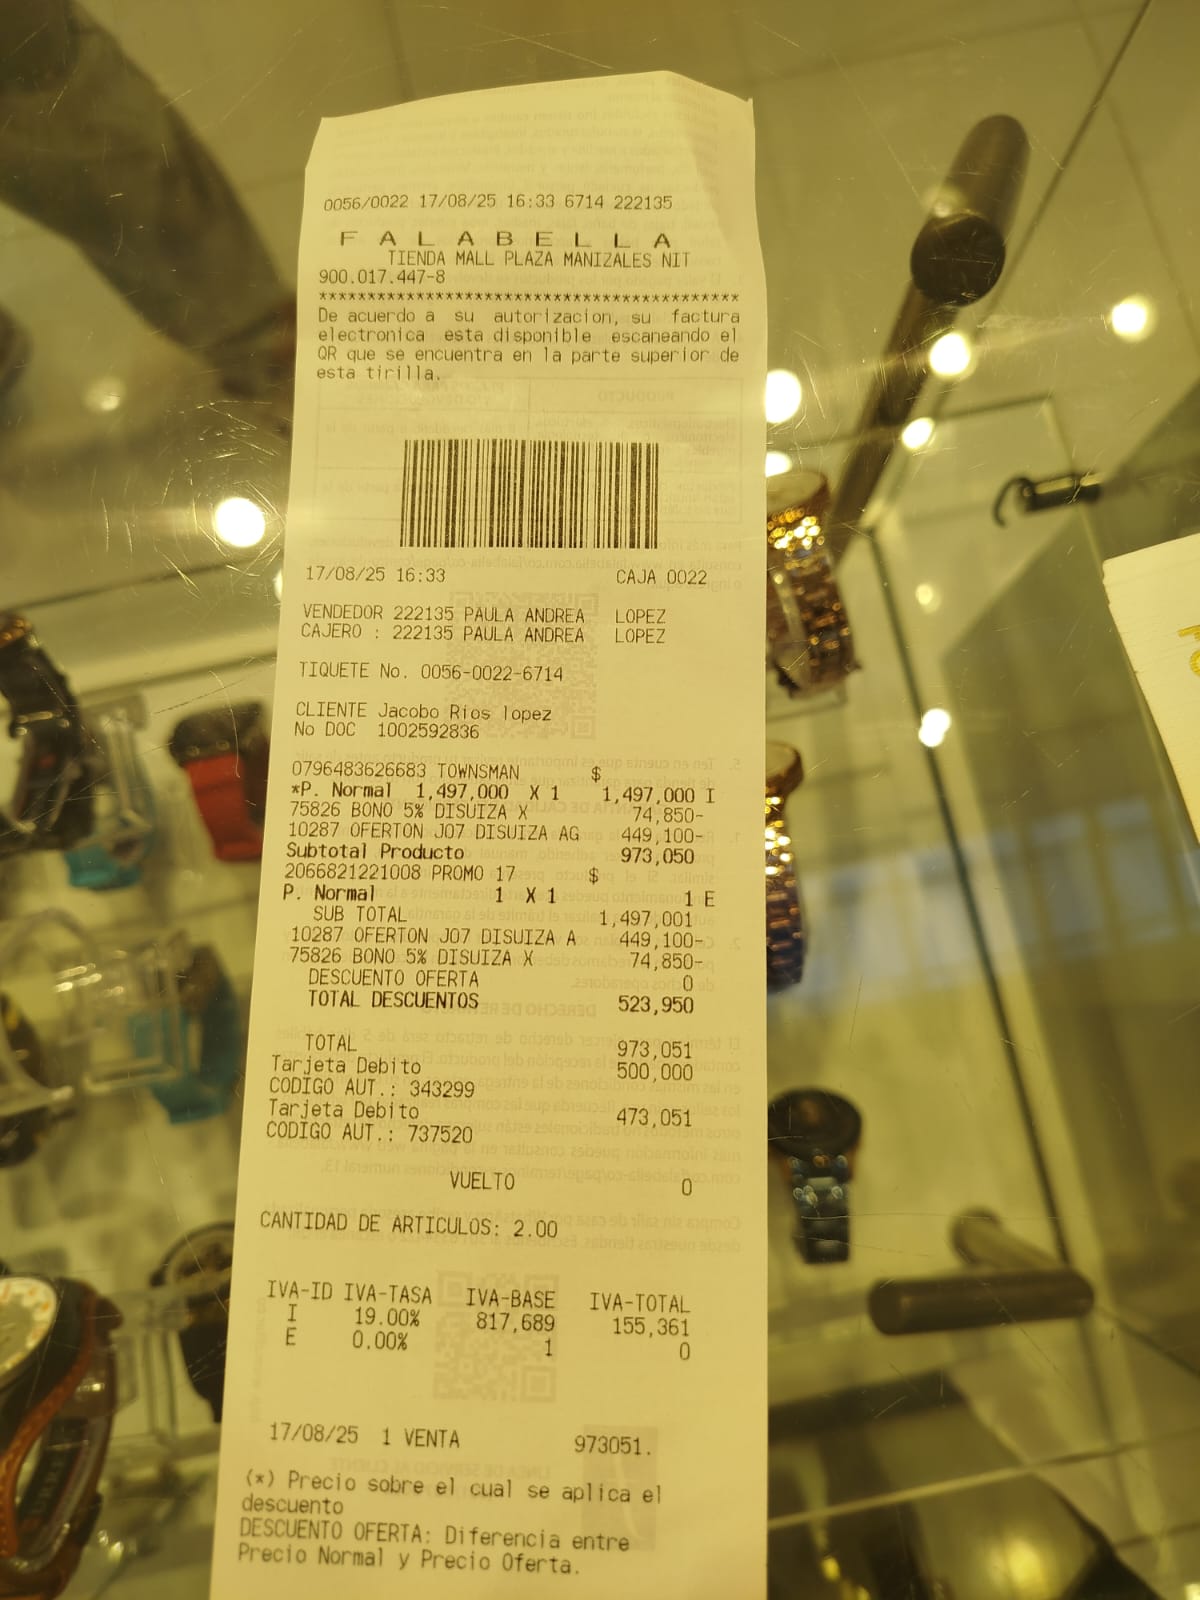 0056/0022 17/08/25 16:33 6714 222135
F A L A B E L L A
TIENDA MALL PLAZA MANIZALES NIT
900.017.447-8
*******************************************
De acuerdo a su autorizacion, su factura
electronica esta disponible escaneando el
QR que se encuentra en la parte superior de
esta tirilla.
17/08/25 16:33 CAJA 0022
VENDEDOR 222135 PAULA ANDREA LOPEZ
CAJERO : 222135 PAULA ANDREA LOPEZ
TIQUETE No. 0056-0022-6714
CLIENTE Jacobo Rios lopez
No DOC 1002592836
0796483626683 TOWNSMAN $
*P. Normal 1,497,000 X 1 1,497,000 I
75826 BONO 5% DISUIZA X 74,850-
10287 OFERTON J07 DISUIZA AG 449,100-
Subtotal Producto 973,050
2066821221008 PROMO 17 $
P. Normal 1 X 1 1 E
SUB TOTAL 1,497,001
10287 OFERTON J07 DISUIZA A 449,100-
75826 BONO 5% DISUIZA X 74,850-
DESCUENTO OFERTA 0
TOTAL DESCUENTOS 523,950
TOTAL 973,051
Tarjeta Debito 500,000
CODIGO AUT.: 343299
Tarjeta Debito 473,051
CODIGO AUT.: 737520
VUELTO 0
CANTIDAD DE ARTICULOS: 2.00
IVA-ID IVA-TASA IVA-BASE IVA-TOTAL
I 19.00% 817,689 155,361
E 0.00% 1 0
17/08/25 1 VENTA 973051.
(*) Precio sobre el cual se aplica el
descuento
DESCUENTO OFERTA: Diferencia entre
Precio Normal y Precio Oferta.